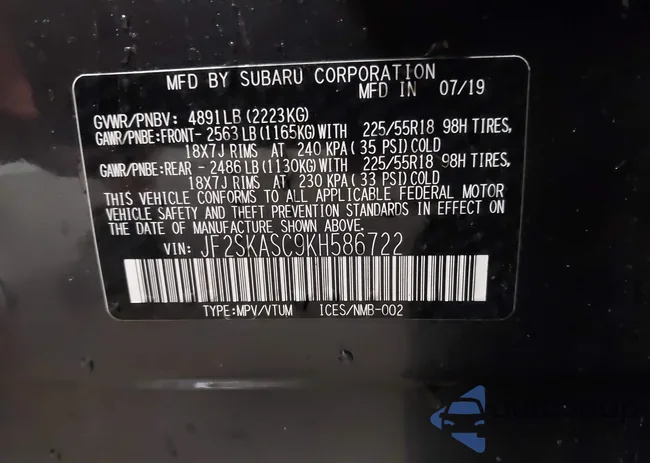 MFD BY SUBARU CORPORATION
MFD IN 07/19
GVWR/PNBV: 4891LB (2223KG)
GAWR/PNBE:FRONT- 2563LB (1165KG) WITH 225/55R18 98H TIRES,
18X7J RIMS AT 240 KPA (35 PSI) COLD
GAWR/PNBE:REAR - 2486LB (1130KG) WITH 225/55R18 98H TIRES,
18X7J RIMS AT 230 KPA (33 PSI) COLD
THIS VEHICLE CONFORMS TO ALL APPLICABLE FEDERAL MOTOR
VEHICLE SAFETY AND THEFT PREVENTION STANDARDS IN EFFECT ON
THE DATE OF MANUFACTURE SHOWN ABOVE.
VIN: JF2SKASC9KH586722
TYPE:MPV/VTUM ICES/NMB-002